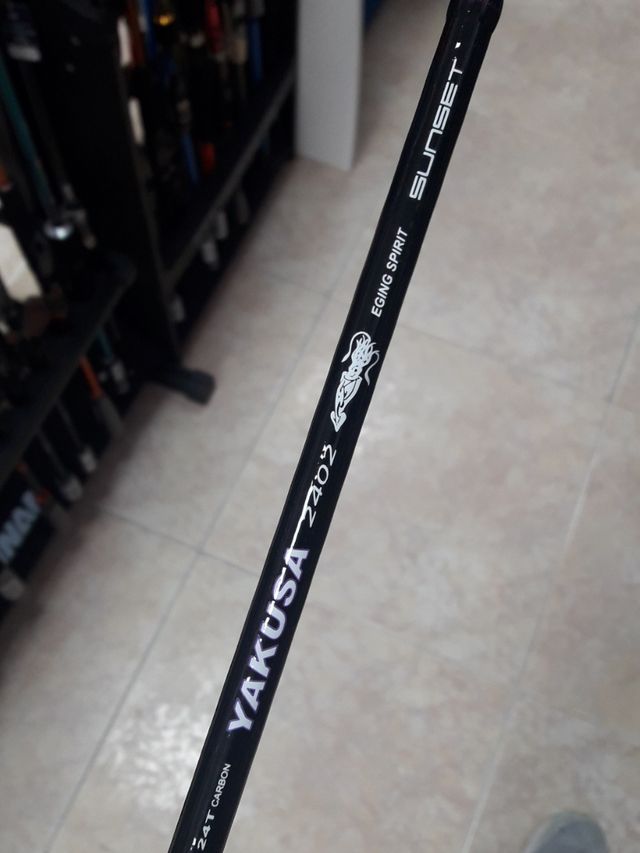 24T CARBON
YAKUSA 2402
EGING SPIRIT
SUNSET